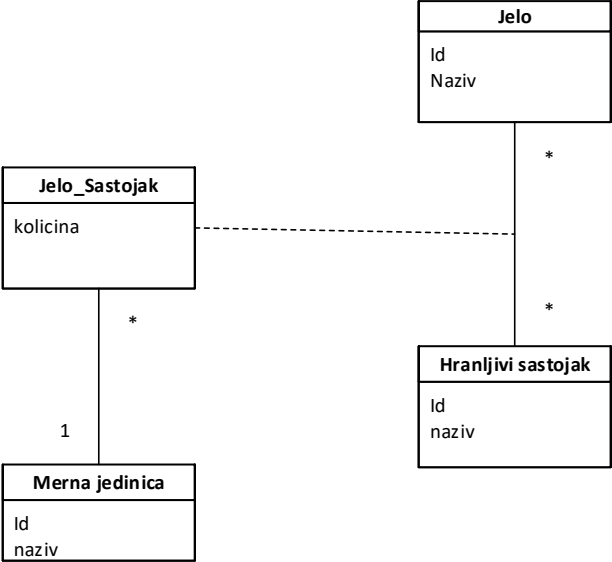 Jelo
Id
Naziv
*
Jelo_Sastojak
kolicina
*
*
Hranljivi sastojak
Id
naziv
1
Merna jedinica
Id
naziv